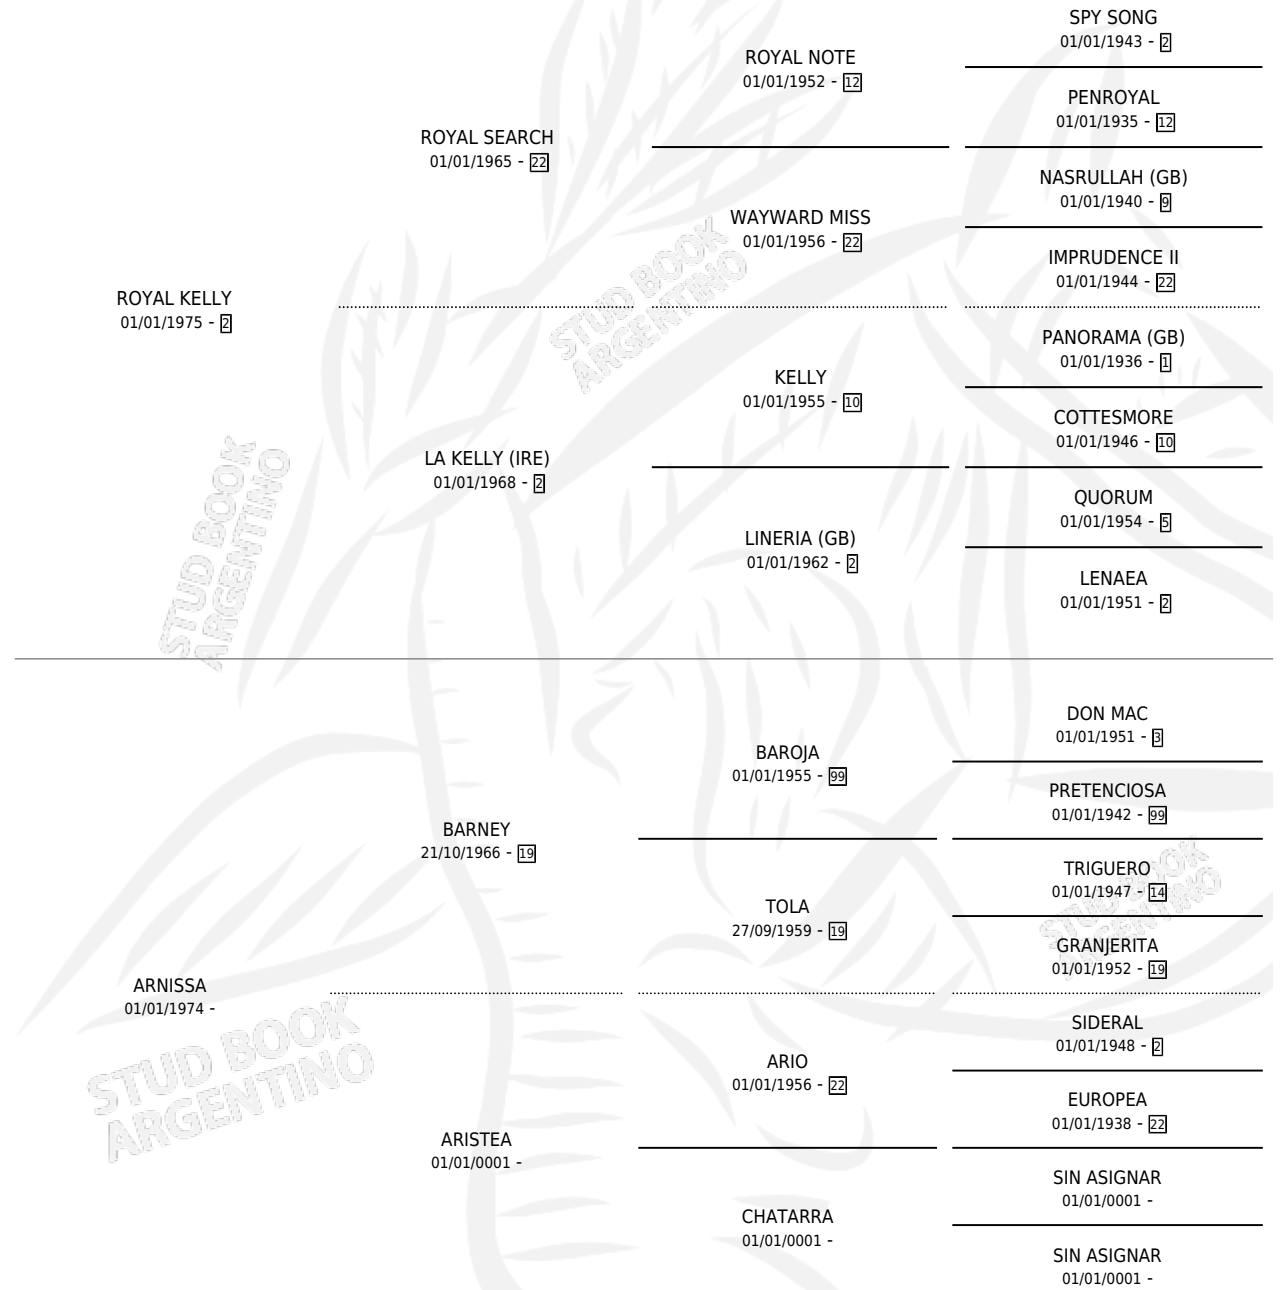 SPY SONG
01/01/1943 - 2
ROYAL NOTE
01/01/1952 - 12
PENROYAL
01/01/1935 - 12
ROYAL SEARCH
01/01/1965 - 22
NASRULLAH (GB)
01/01/1940 - 9
WAYWARD MISS
01/01/1956 - 22
IMPRUDENCE II
01/01/1944 - 22
ROYAL KELLY
01/01/1975 - 2
PANORAMA (GB)
01/01/1936 - 1
KELLY
01/01/1955 - 10
COTTESMORE
01/01/1946 - 10
LA KELLY (IRE)
01/01/1968 - 2
QUORUM
01/01/1954 - 5
LINERIA (GB)
01/01/1962 - 2
LENAEA
01/01/1951 - 2
DON MAC
01/01/1951 - 3
BAROJA
01/01/1955 - 99
PRETENCIOSA
01/01/1942 - 99
BARNEY
21/10/1966 - 19
TRIGUERO
01/01/1947 - 14
TOLA
27/09/1959 - 19
GRANJERITA
01/01/1952 - 19
ARNISSA
01/01/1974 -
SIDERAL
01/01/1948 - 2
ARIO
01/01/1956 - 22
EUROPEA
01/01/1938 - 22
ARISTEA
01/01/0001 -
SIN ASIGNAR
01/01/0001 -
CHATARRA
01/01/0001 -
SIN ASIGNAR
01/01/0001 -
STUD BOOK
ARGENTINO
STUD BOOK
ARGENTINO
STUD BOOK
ARGENTINO
STUD BOOK
ARGENTINO